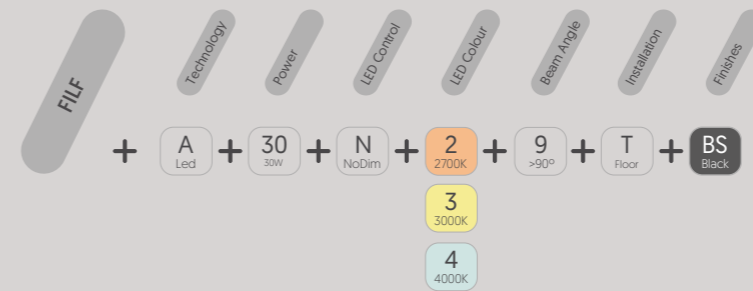 FILF
Technology
Power
LED Control
LED Colour
Beam Angle
Installation
Finishes
+ A + 30 + N + 2 + 9 + T + BS
Led 30W NoDim 2700K >90º Floor Black
3
3000K
4
4000K